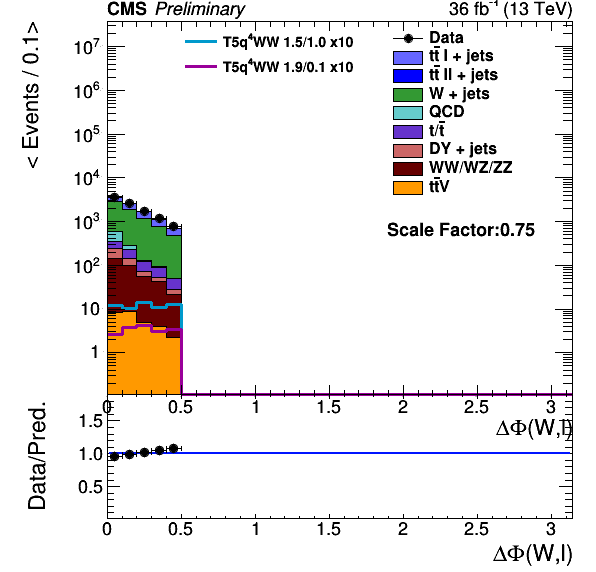 CMS Preliminary 36 fb⁻¹ (13 TeV)
< Events / 0.1>
10⁷
10⁶
10⁵
10⁴
10³
10²
10
1
T5q⁴WW 1.5/1.0 x10
T5q⁴WW 1.9/0.1 x10
Data
tt̄ l + jets
tt̄ ll + jets
W + jets
QCD
t/t̄
DY + jets
WW/WZ/ZZ
tt̄V
Scale Factor:0.75
0 0.5 1 1.5 2 2.5 3
ΔΦ(W,l)
Data/Pred.
1.5
1.0
0.5
0 0.5 1 1.5 2 2.5 3
ΔΦ(W,l)